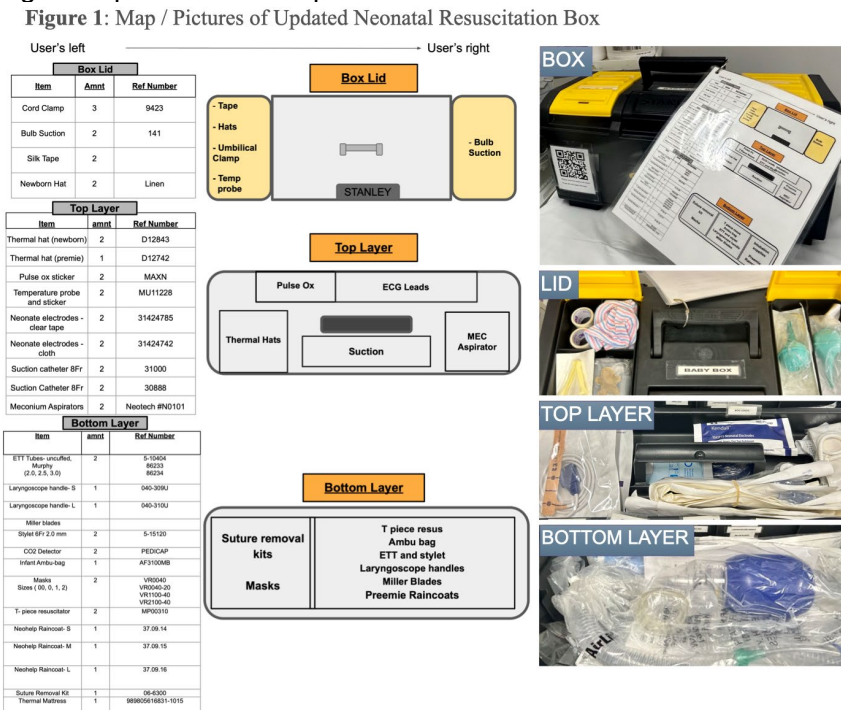 Figure 1: Map / Pictures of Updated Neonatal Resuscitation Box
User's left
User's right
Box Lid
Item Amnt Ref Number
Cord Clamp 3 9423
Bulb Suction 2 141
Silk Tape 2
Newborn Hat 2 Linen
Top Layer
Item amnt Ref Number
Thermal hat (newborn) 2 D12843
Thermal hat (premie) 1 D12742
Pulse ox sticker 2 MAXN
Temperature probe and sticker 2 MU11228
Neonate electrodes - clear tape 2 31424785
Neonate electrodes - cloth 2 31424742
Suction catheter 8Fr 2 31000
Suction Catheter 8Fr 2 30888
Meconium Aspirators 2 Neotech #N0101
Bottom Layer
Item amnt Ref Number
ETT Tubes- uncuffed, 2 5-10404
Murphy 86233
(2.0, 2.5, 3.0) 86234
Laryngoscope handle- S 1 040-309U
Laryngoscope handle- L 1 040-310U
Miller blades
Stylet 6Fr 2.0 mm 2 5-15120
CO2 Detector 2 PEDICAP
Infant Ambu-bag 1 AF3100MB
Masks 2 VR0040
Sizes ( 00, 0, 1, 2) VR0040-20
VR1100-40
VR2100-40
T- piece resuscitator 2 MP00310
Neohelp Raincoat- S 1 37.09.14
Neohelp Raincoat- M 1 37.09.15
Neohelp Raincoat- L 1 37.09.16
Suture Removal Kit 1 06-6300
Thermal Mattress 1 989805616831-1015
Box Lid
- Tape
- Hats
- Umbilical
Clamp
- Temp
probe
STANLEY
- Bulb
Suction
Top Layer
Pulse Ox
ECG Leads
Thermal Hats
Suction
MEC
Aspirator
Bottom Layer
Suture removal
kits
Masks
T piece resus
Ambu bag
ETT and stylet
Laryngoscope handles
Miller Blades
Preemie Raincoats
BOX
LID
BABY BOX
TOP LAYER
BOTTOM LAYER
AirLi